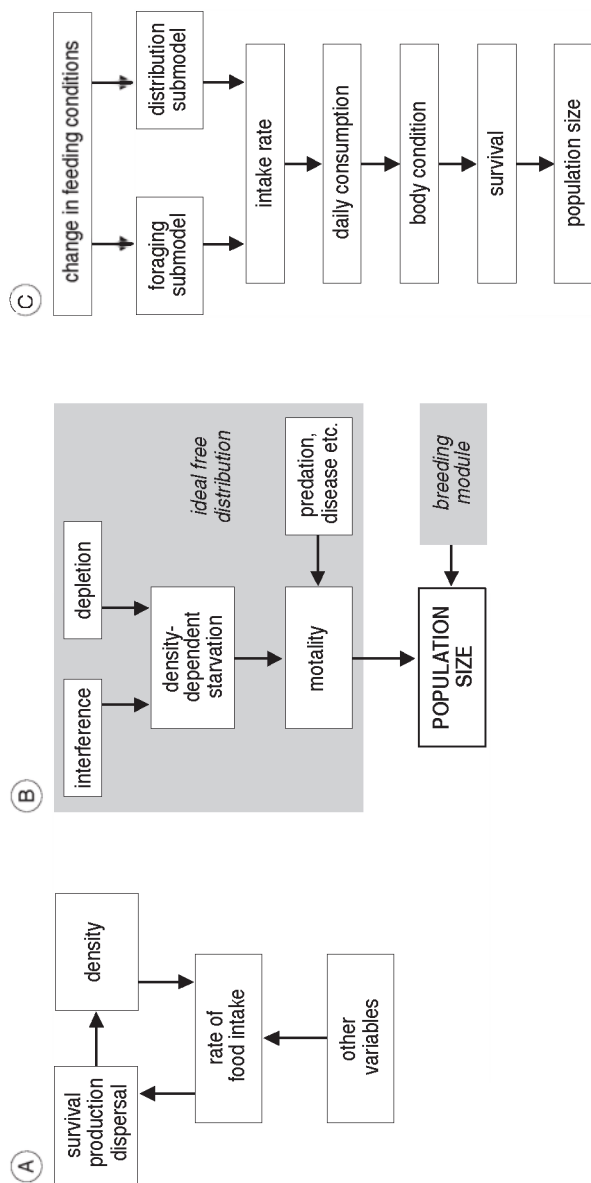 A
survival
production
dispersal
density
rate of
food intake
other
variables
B
interference
depletion
density-
dependent
starvation
ideal free
distribution
motality
predation,
disease etc.
POPULATION
SIZE
breeding
module
C
change in feeding conditions
foraging
submodel
distribution
submodel
intake rate
daily consumption
body condition
survival
population size